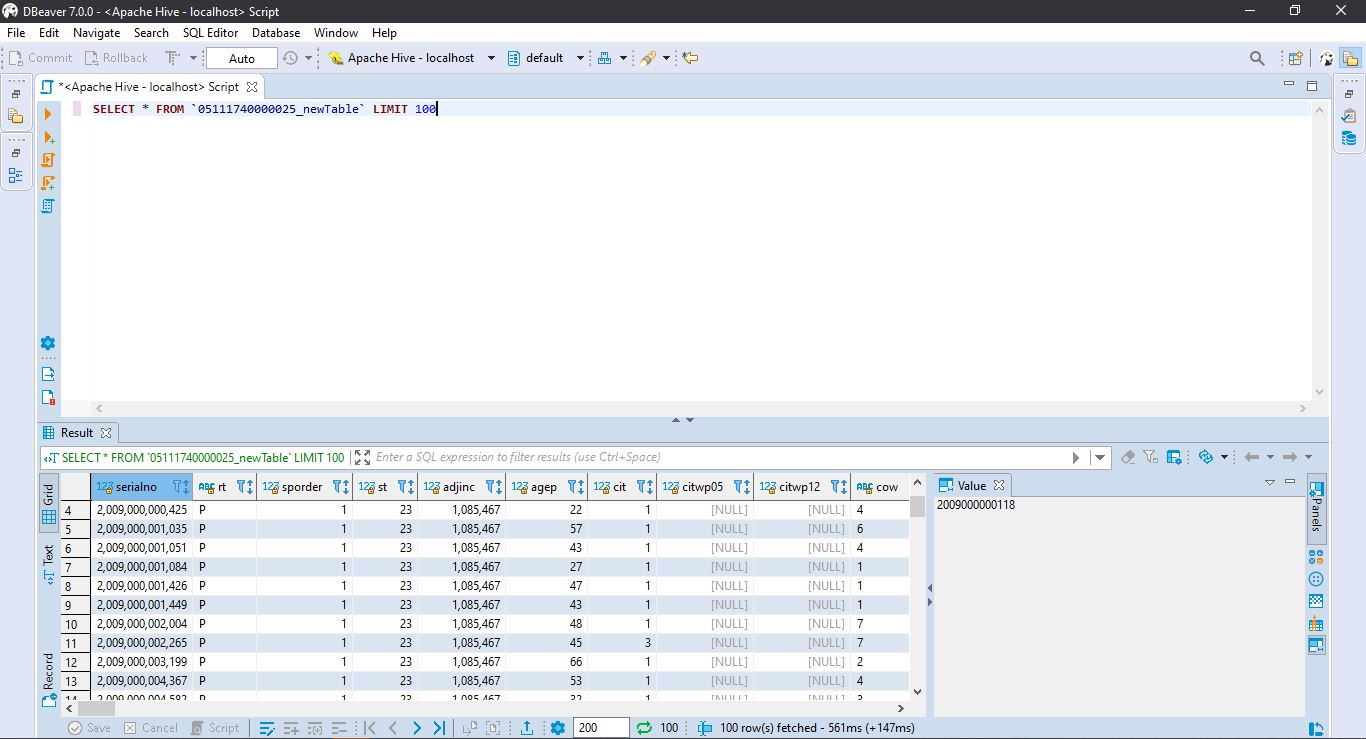 DBeaver 7.0.0 - <Apache Hive - localhost> Script
File Edit Navigate Search SQL Editor Database Window Help
Commit Rollback Auto Apache Hive - localhost default
*<Apache Hive - localhost> Script
SELECT * FROM `05111740000025_newTable` LIMIT 100
Result
SELECT * FROM `05111740000025_newTable` LIMIT 100 Enter a SQL expression to filter results (use Ctrl+Space)
Grid
Text
Record
123 serialno ABC rt 123 sporder 123 st 123 adjinc 123 agep 123 cit 123 citwp05 123 citwp12 ABC cow
4 2,009,000,000,425 P 1 23 1,085,467 22 1 [NULL] [NULL] 4
5 2,009,000,001,035 P 1 23 1,085,467 57 1 [NULL] [NULL] 6
6 2,009,000,001,051 P 1 23 1,085,467 43 1 [NULL] [NULL] 4
7 2,009,000,001,084 P 1 23 1,085,467 27 1 [NULL] [NULL] 1
8 2,009,000,001,426 P 1 23 1,085,467 47 1 [NULL] [NULL] 1
9 2,009,000,001,449 P 1 23 1,085,467 43 1 [NULL] [NULL] 1
10 2,009,000,002,004 P 1 23 1,085,467 48 1 [NULL] [NULL] 7
11 2,009,000,002,265 P 1 23 1,085,467 45 3 [NULL] [NULL] 7
12 2,009,000,003,199 P 1 23 1,085,467 66 1 [NULL] [NULL] 2
13 2,009,000,004,367 P 1 23 1,085,467 53 1 [NULL] [NULL] 4
Value
2009000000118
Panels
Save Cancel Script 200 100 100 row(s) fetched - 561ms (+147ms)